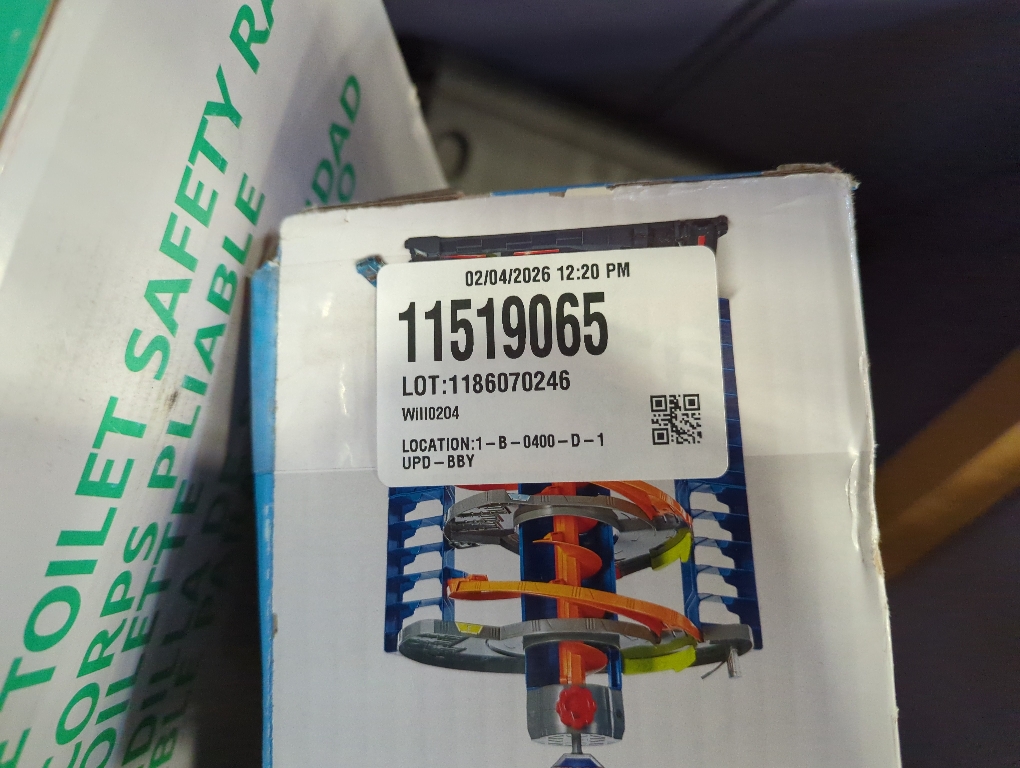 TOILET SAFETY
CORPS
TOILETTE PLIABLE
02/04/2026 12:20 PM
11519065
LOT:1186070246
Will0204
LOCATION:1-B-0400-D-1
UPD-BBY